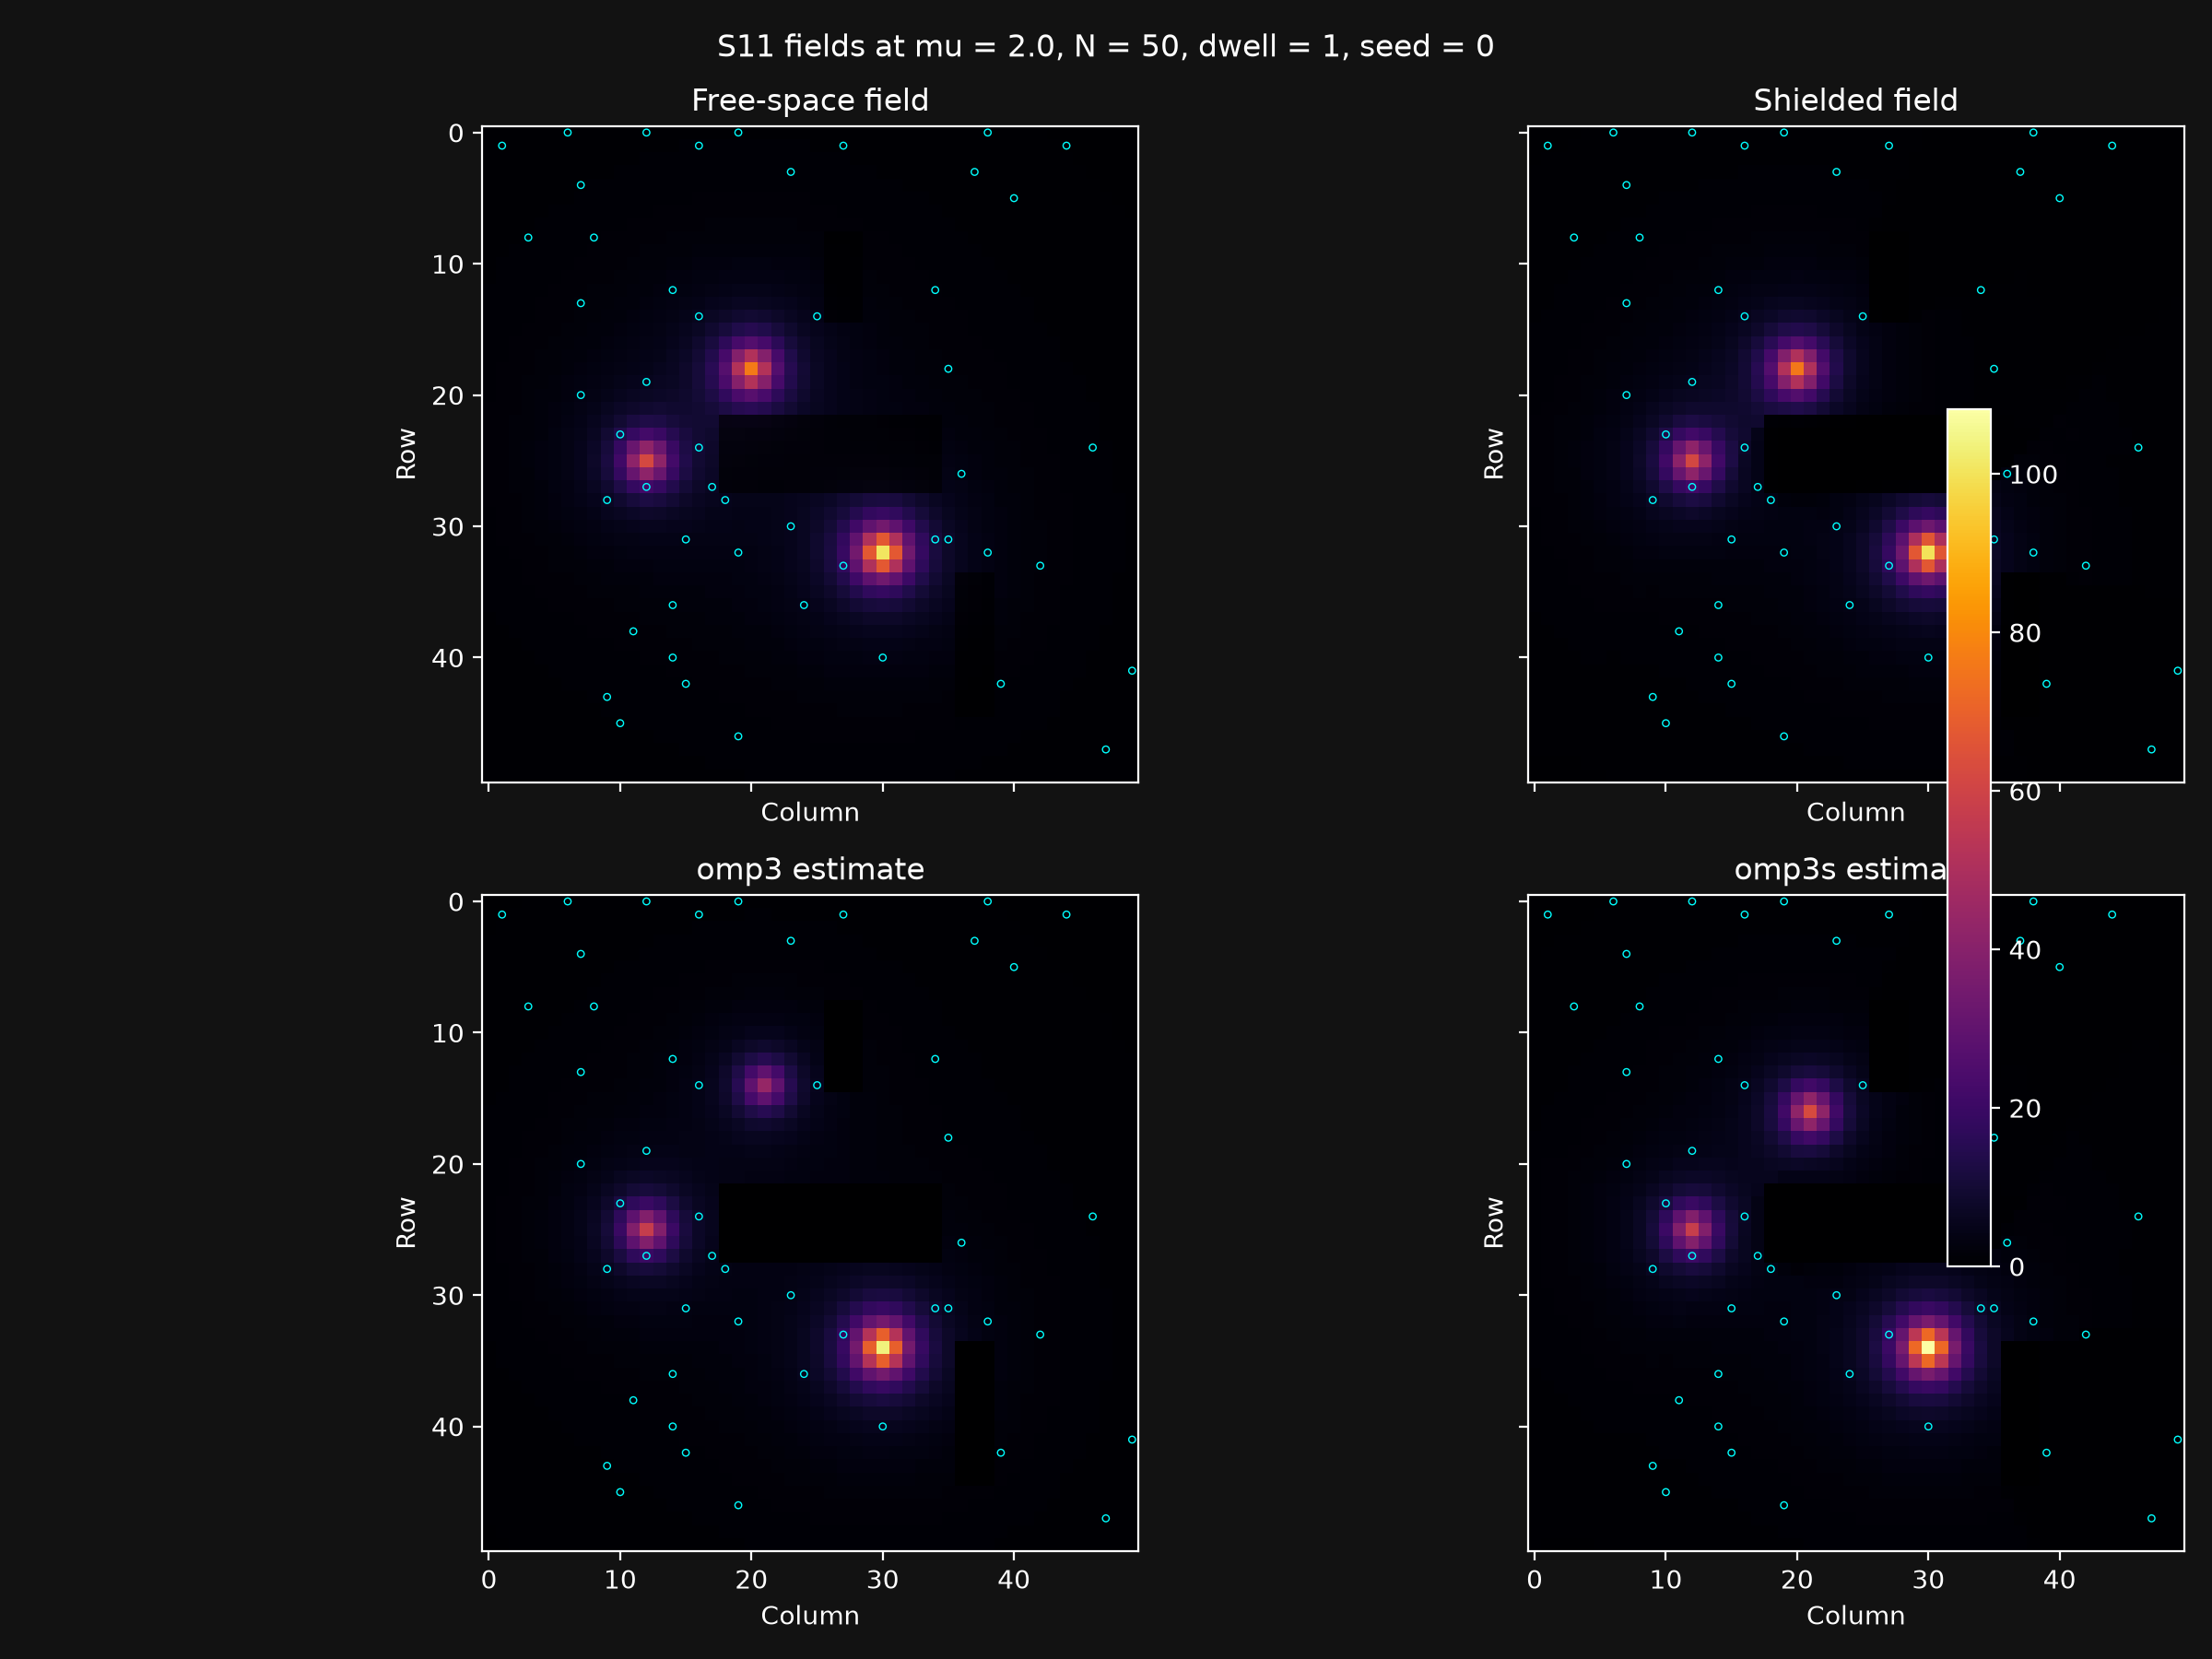 S11 fields at mu = 2.0, N = 50, dwell = 1, seed = 0
Free-space field
Shielded field
0
10
20
30
40
Row
Row
Column
Column
100
80
60
40
20
0
omp3 estimate
omp3s estima
0
10
20
30
40
Row
Row
0 10 20 30 40
0 10 20 30 40
Column
Column